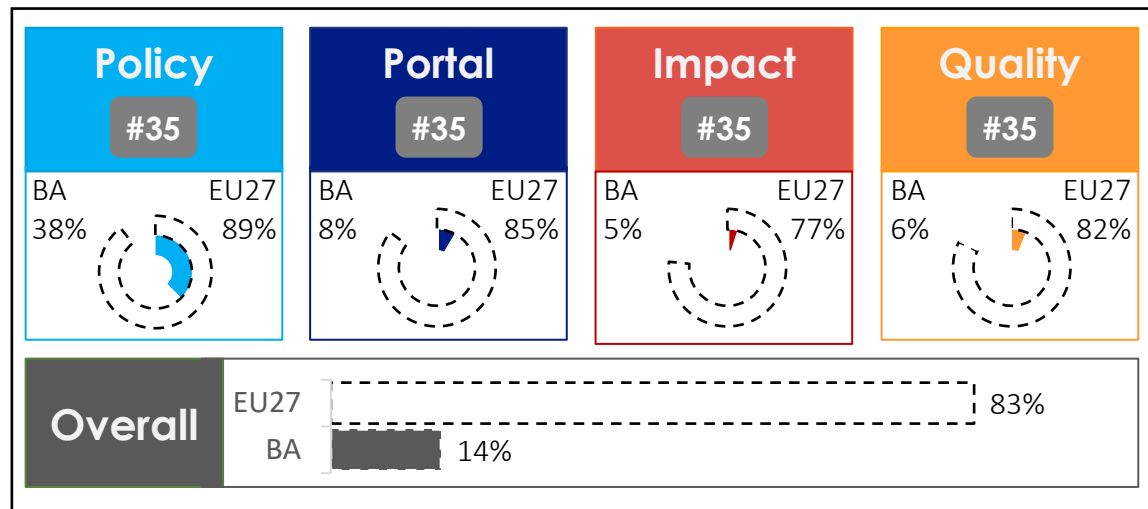 Policy
#35
BA EU27
38% 89%
Portal
#35
BA EU27
8% 85%
Impact
#35
BA EU27
5% 77%
Quality
#35
BA EU27
6% 82%
Overall
EU27 83%
BA 14%